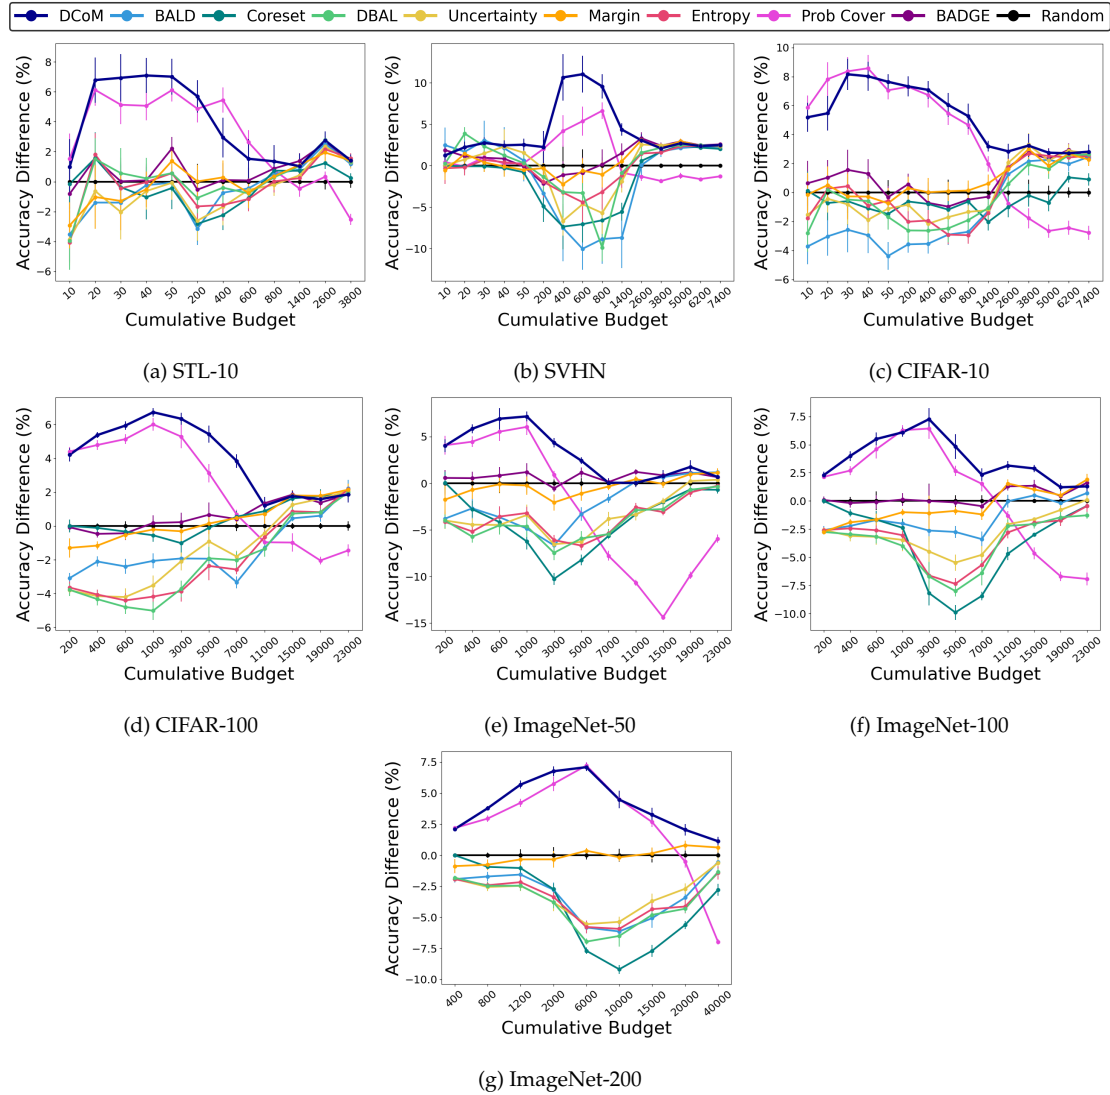 DCoM BALD Coreset DBAL Uncertainty Margin Entropy Prob Cover BADGE Random
Accuracy Difference (%)
8
6
4
2
0
−2
−4
−6
10 20 30 40 50 200 400 600 800 1400 2600 3800
Cumulative Budget
(a) STL-10
Accuracy Difference (%)
10
5
0
−5
−10
10 20 30 40 50 200 400 600 800 1400 2600 3800 5000 6200 7400
Cumulative Budget
(b) SVHN
Accuracy Difference (%)
10
8
6
4
2
0
−2
−4
−6
10 20 30 40 50 200 400 600 800 1400 2600 3800 5000 6200 7400
Cumulative Budget
(c) CIFAR-10
Accuracy Difference (%)
6
4
2
0
−2
−4
−6
200 400 600 1000 3000 5000 7000 11000 15000 19000 23000
Cumulative Budget
(d) CIFAR-100
Accuracy Difference (%)
5
0
−5
−10
−15
200 400 600 1000 3000 5000 7000 11000 15000 19000 23000
Cumulative Budget
(e) ImageNet-50
Accuracy Difference (%)
7.5
5.0
2.5
0.0
−2.5
−5.0
−7.5
−10.0
200 400 600 1000 3000 5000 7000 11000 15000 19000 23000
Cumulative Budget
(f) ImageNet-100
Accuracy Difference (%)
7.5
5.0
2.5
0.0
−2.5
−5.0
−7.5
−10.0
400 800 1200 2000 6000 10000 15000 20000 40000
Cumulative Budget
(g) ImageNet-200